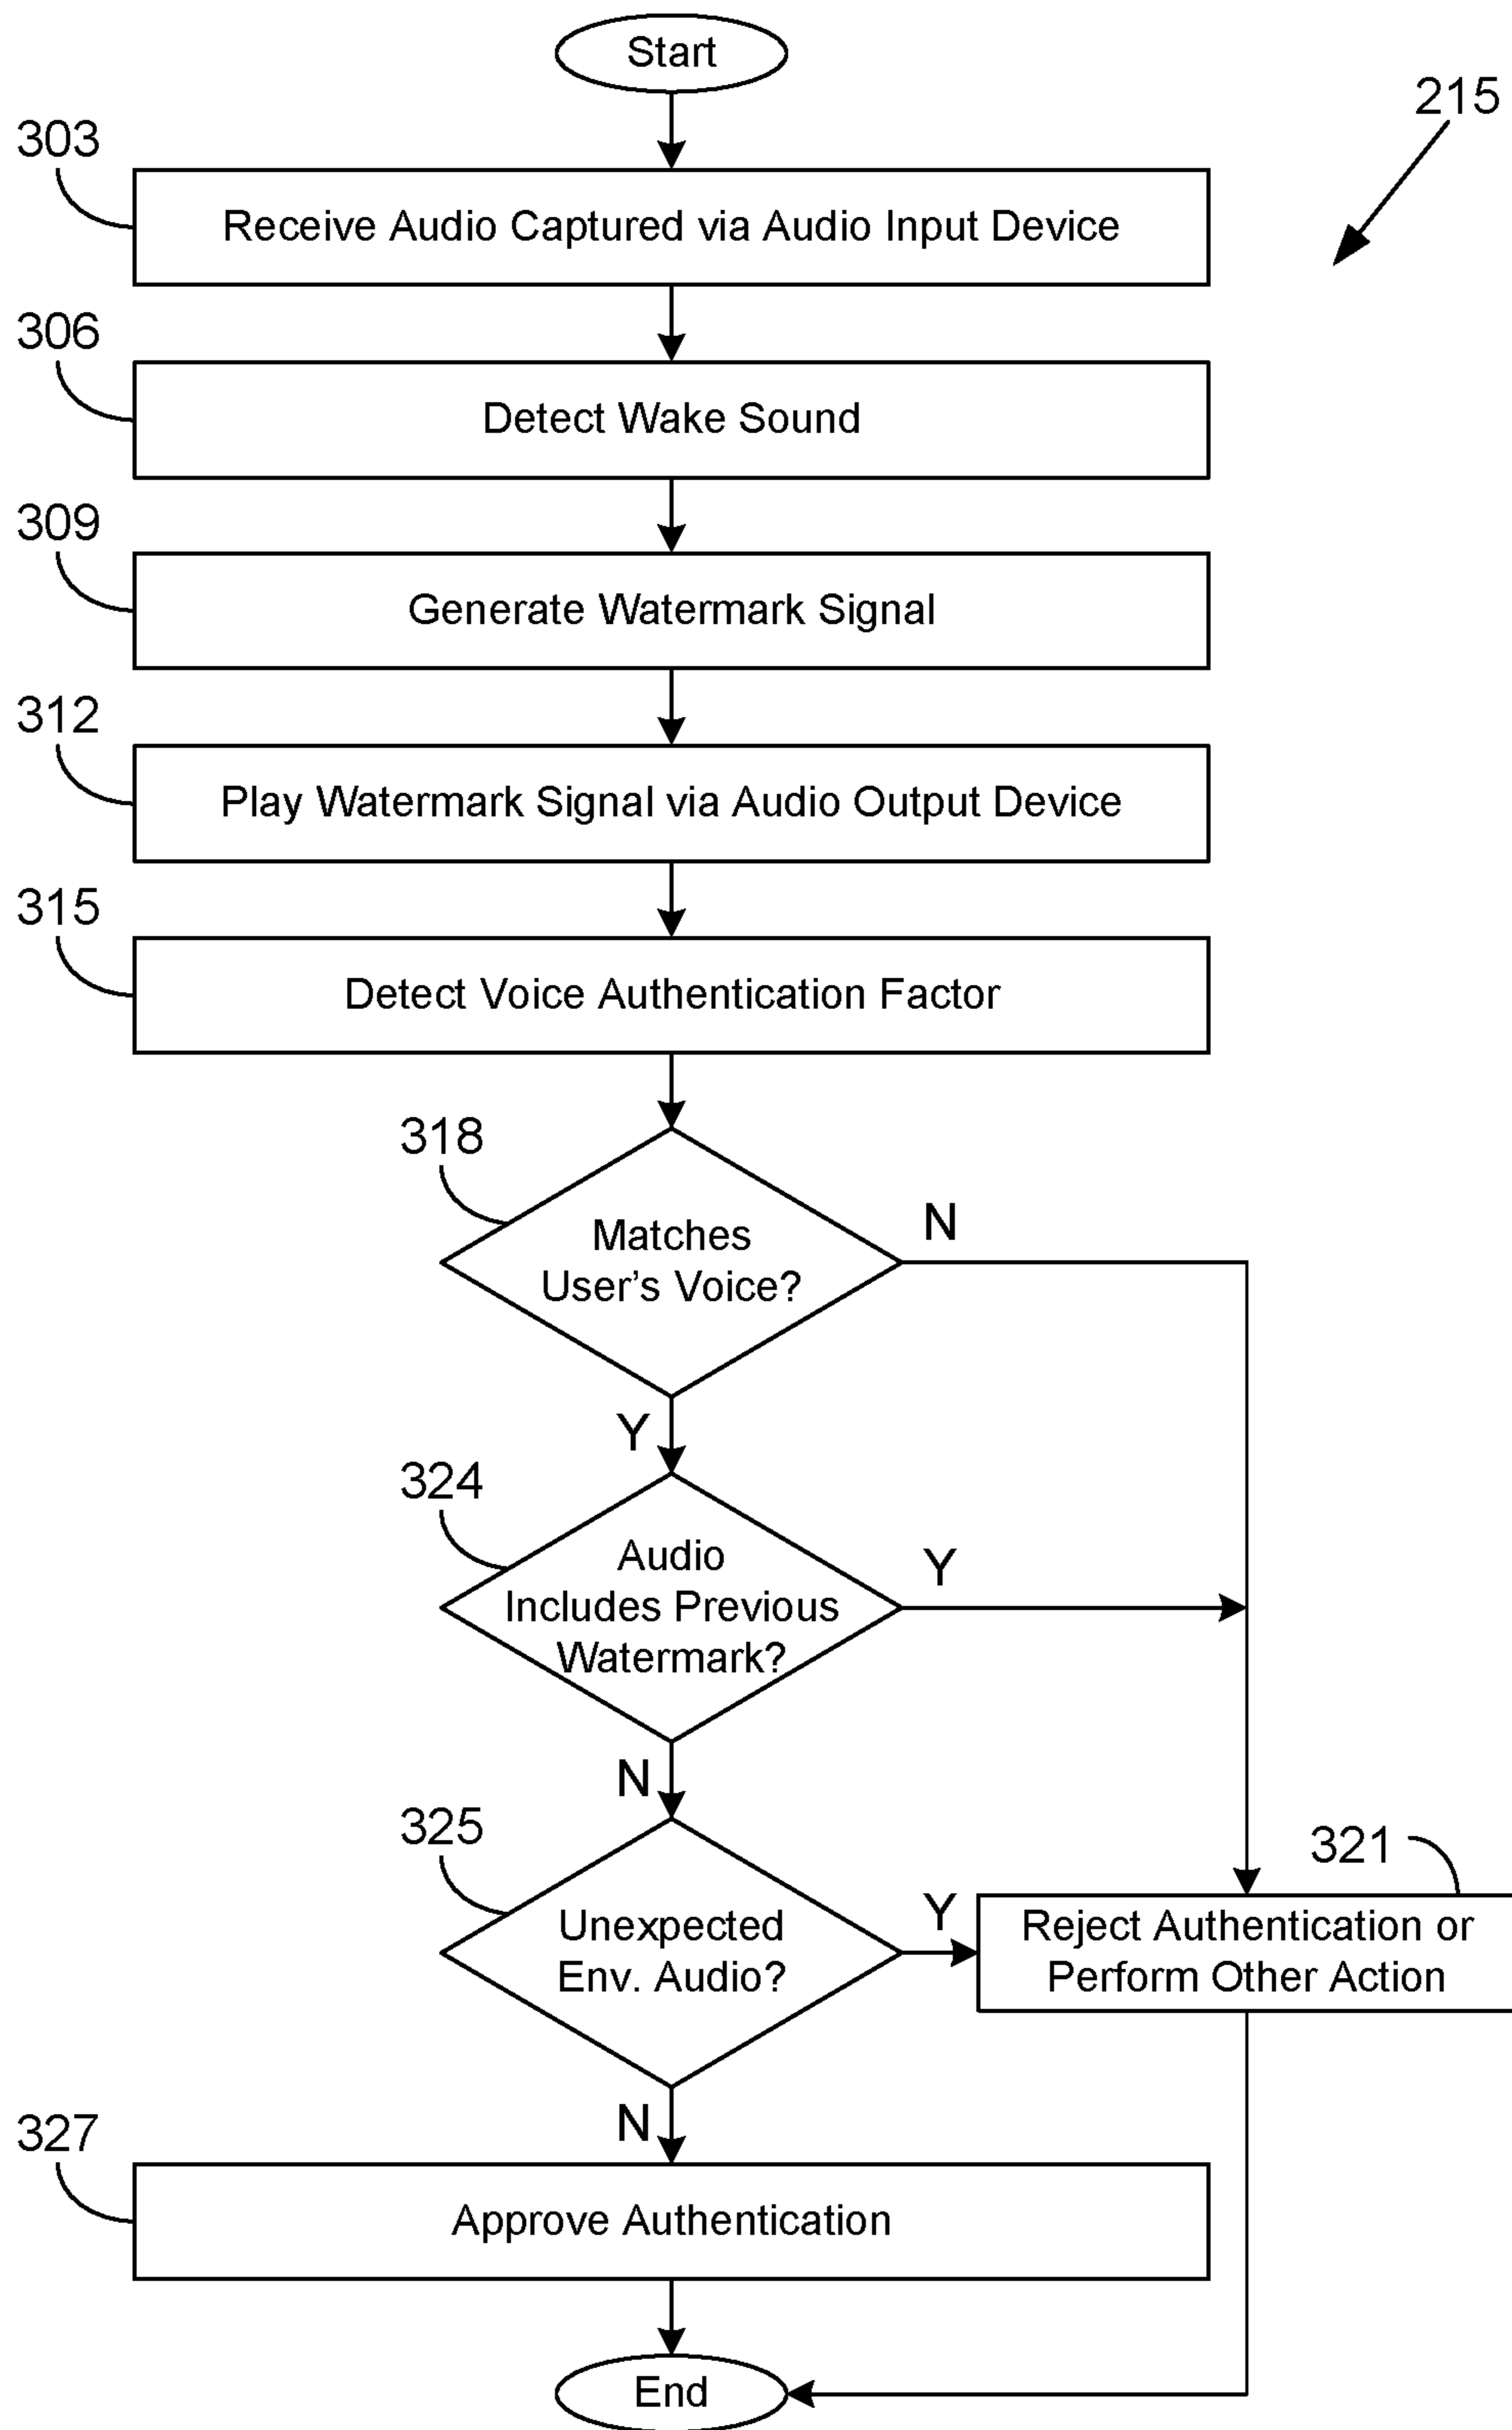 Start
215
303
Receive Audio Captured via Audio Input Device
306
Detect Wake Sound
309
Generate Watermark Signal
312
Play Watermark Signal via Audio Output Device
315
Detect Voice Authentication Factor
318
Matches
User's Voice?
N
Y
324
Audio
Includes Previous
Watermark?
Y
N
325
Unexpected
Env. Audio?
Y
321
Reject Authentication or
Perform Other Action
N
327
Approve Authentication
End